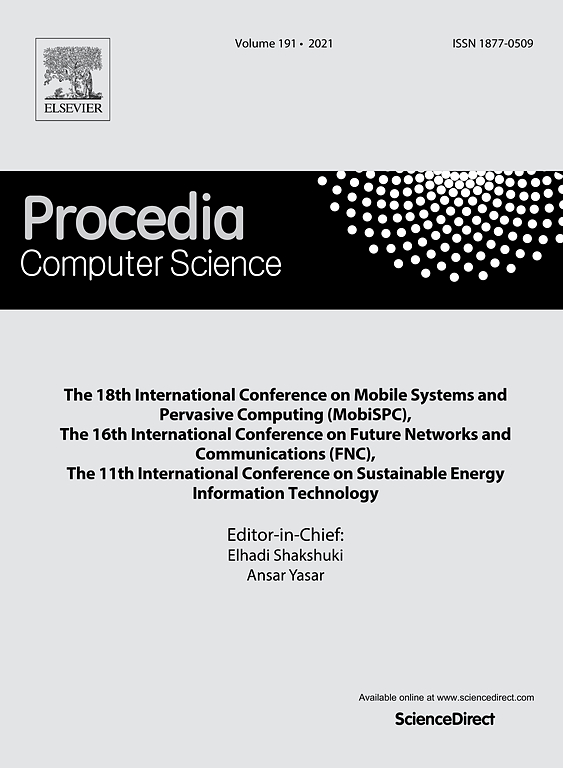 Volume 191 • 2021
ISSN 1877-0509
ELSEVIER
Procedia
Computer Science
The 18th International Conference on Mobile Systems and
Pervasive Computing (MobiSPC),
The 16th International Conference on Future Networks and
Communications (FNC),
The 11th International Conference on Sustainable Energy
Information Technology
Editor-in-Chief:
Elhadi Shakshuki
Ansar Yasar
Available online at www.sciencedirect.com
ScienceDirect